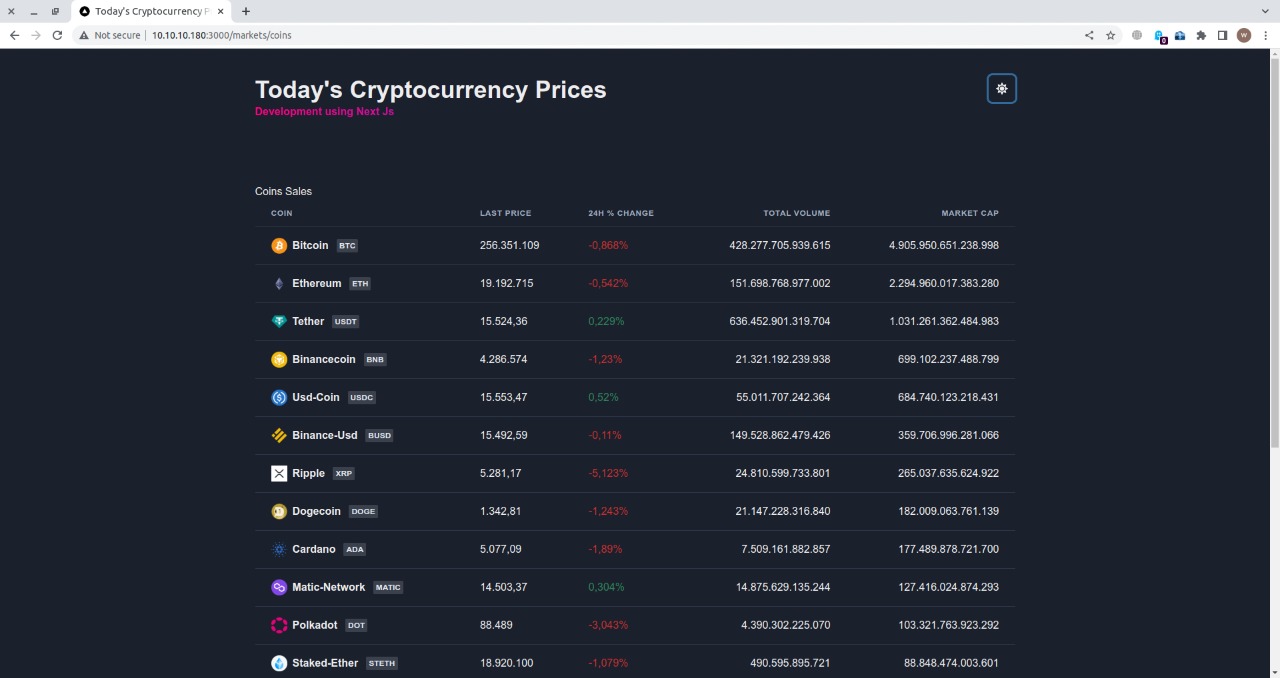 Today's Cryptocurrency P
Not secure 10.10.10.180:3000/markets/coins
0
W
Today's Cryptocurrency Prices
Development using Next Js
Coins Sales
COIN LAST PRICE 24H % CHANGE TOTAL VOLUME MARKET CAP
Bitcoin BTC 256.351.109 -0,868% 428.277.705.939.615 4.905.950.651.238.998
Ethereum ETH 19.192.715 -0,542% 151.698.768.977.002 2.294.960.017.383.280
Tether USDT 15.524,36 0,229% 636.452.901.319.704 1.031.261.362.484.983
Binancecoin BNB 4.286.574 -1,23% 21.321.192.239.938 699.102.237.488.799
Usd-Coin USDC 15.553,47 0,52% 55.011.707.242.364 684.740.123.218.431
Binance-Usd BUSD 15.492,59 -0,11% 149.528.862.479.426 359.706.996.281.066
Ripple XRP 5.281,17 -5,123% 24.810.599.733.801 265.037.635.624.922
Dogecoin DOGE 1.342,81 -1,243% 21.147.228.316.840 182.009.063.761.139
Cardano ADA 5.077,09 -1,89% 7.509.161.882.857 177.489.878.721.700
Matic-Network MATIC 14.503,37 0,304% 14.875.629.135.244 127.416.024.874.293
Polkadot DOT 88.489 -3,043% 4.390.302.225.070 103.321.763.923.292
Staked-Ether STETH 18.920.100 -1,079% 490.595.895.721 88.848.474.003.601